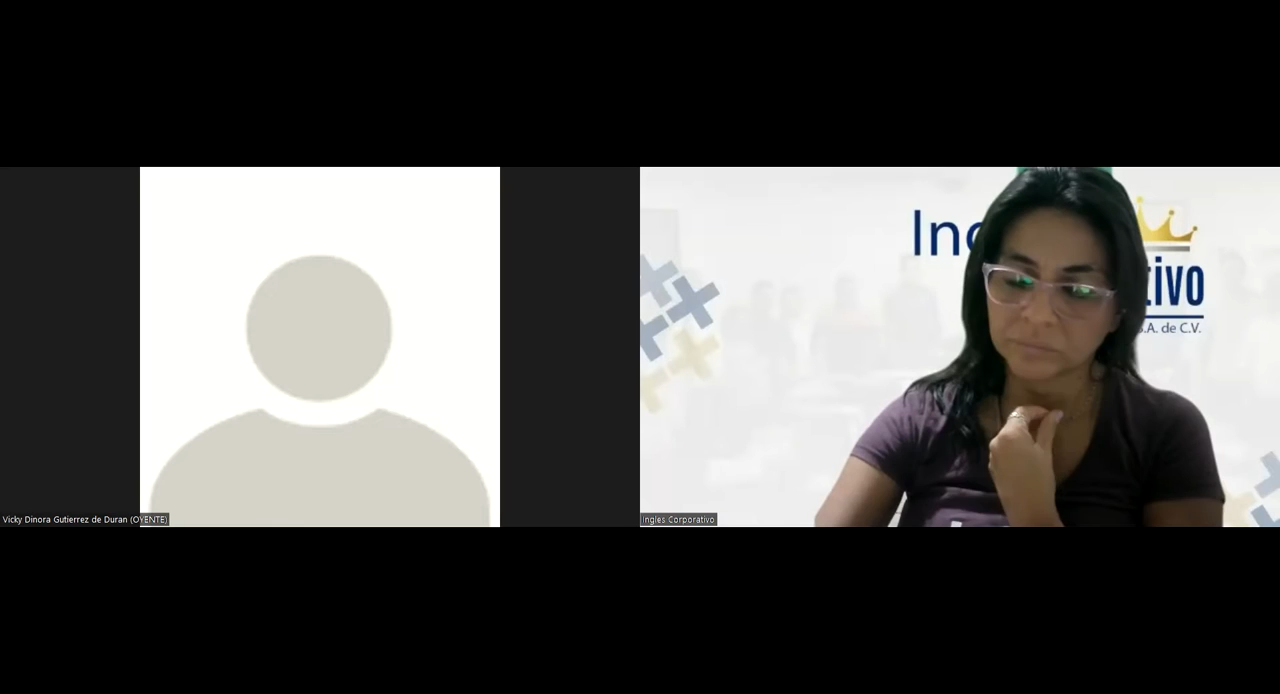 Ing
tivo
S.A. de C.V.
Vicky Dinora Gutierrez de Duran (OYENTE)
Ingles Corporativo